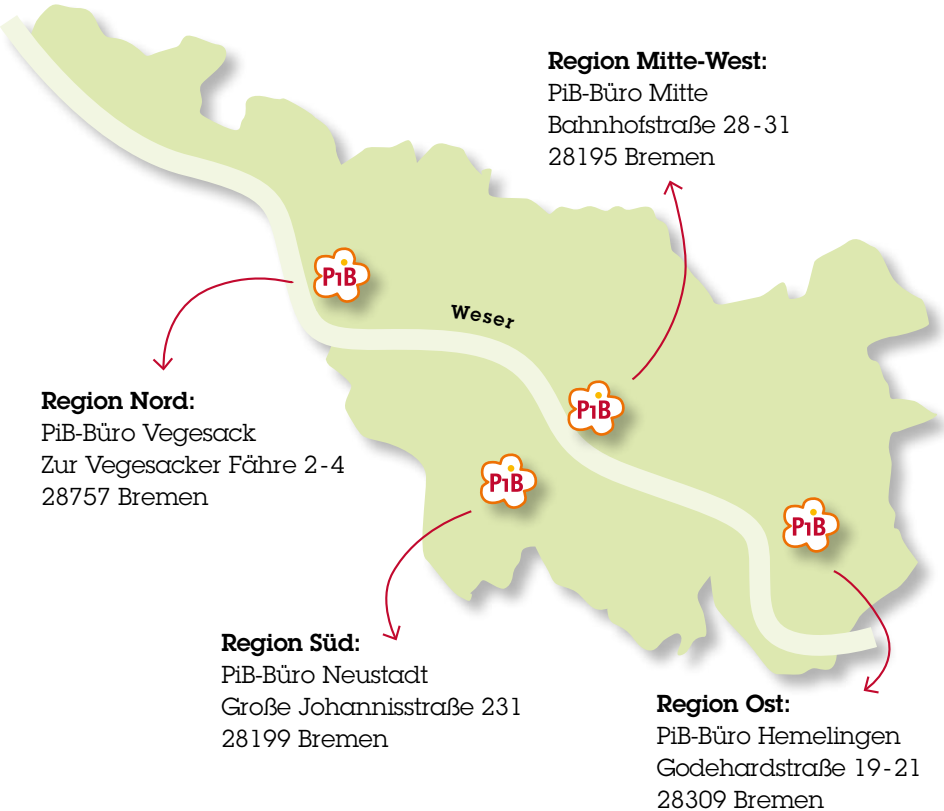 Region Mitte-West:
PiB-Büro Mitte
Bahnhofstraße 28-31
28195 Bremen
PiB
Weser
Region Nord:
PiB-Büro Vegesack
Zur Vegesacker Fähre 2-4
28757 Bremen
PiB
PiB
PiB
Region Süd:
PiB-Büro Neustadt
Große Johannisstraße 231
28199 Bremen
Region Ost:
PiB-Büro Hemelingen
Godehardstraße 19-21
28309 Bremen